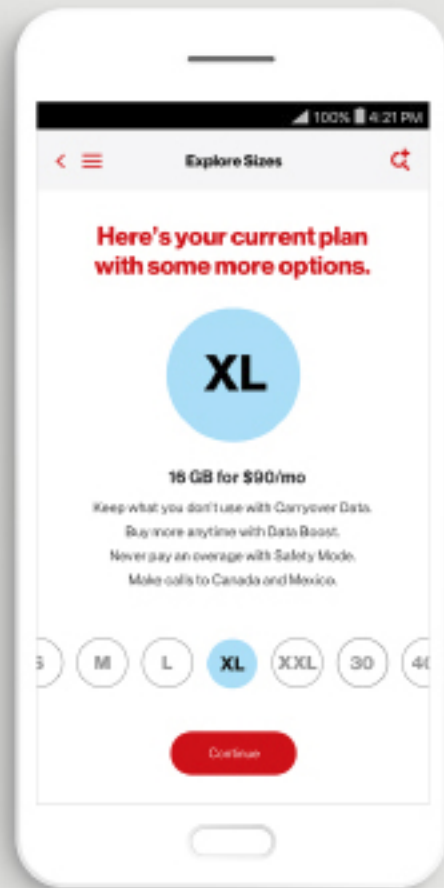 100% 4:21 PM
Explore Sizes
Here's your current plan
with some more options.
XL
16 GB for $90/mo
Keep what you don't use with Carryover Data.
Buy more anytime with Data Boost.
Never pay an overage with Safety Mode.
Make calls to Canada and Mexico.
S M L XL XXL 30 40
Continue